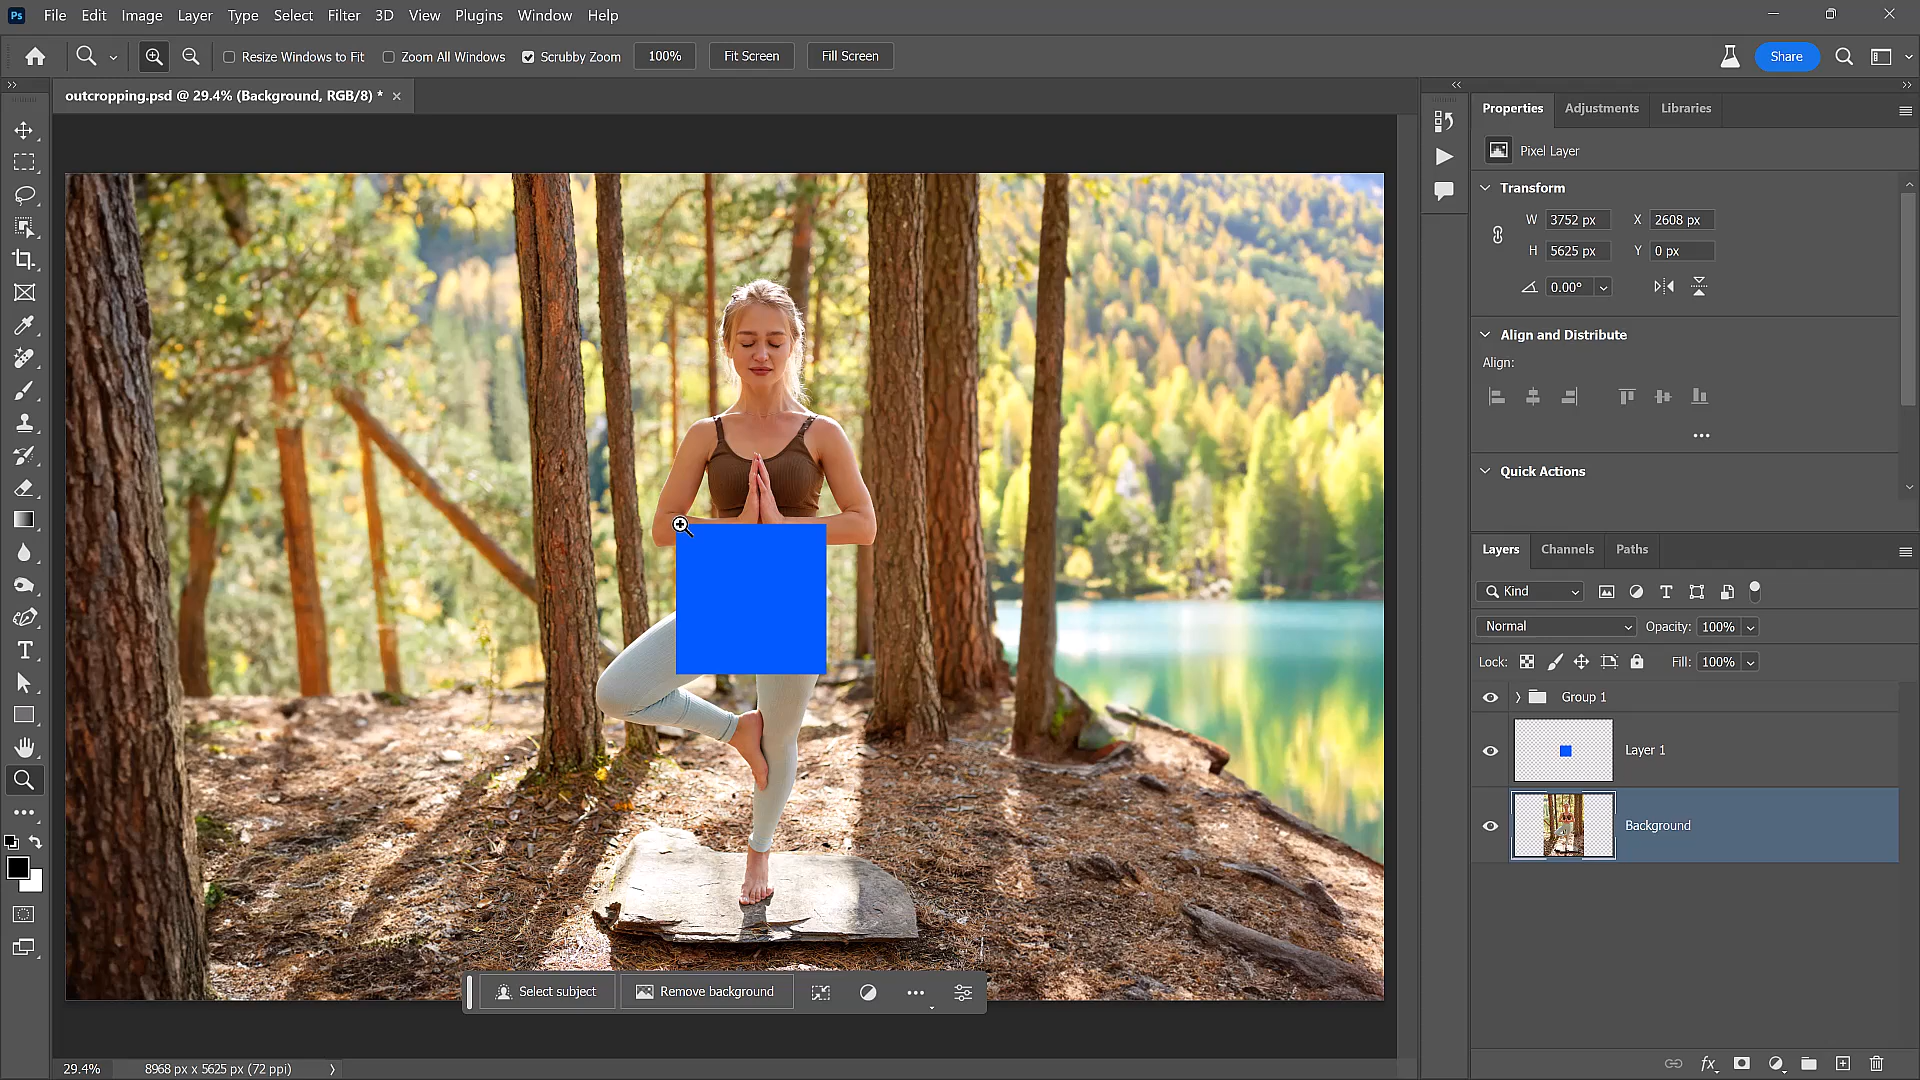 Ps File Edit Image Layer Type Select Filter 3D View Plugins Window Help
Resize Windows to Fit Zoom All Windows Scrubby Zoom 100% Fit Screen Fill Screen Share
outcropping.psd @ 29.4% (Background, RGB/8) *
Properties Adjustments Libraries
Pixel Layer
Transform
W 3752 px X 2608 px
H 5625 px Y 0 px
0.00°
Align and Distribute
Align:
Quick Actions
Layers Channels Paths
Kind
Normal Opacity: 100%
Lock: Fill: 100%
Group 1
Layer 1
Background
Select subject Remove background
29.4% 8968 px x 5625 px (72 ppi)